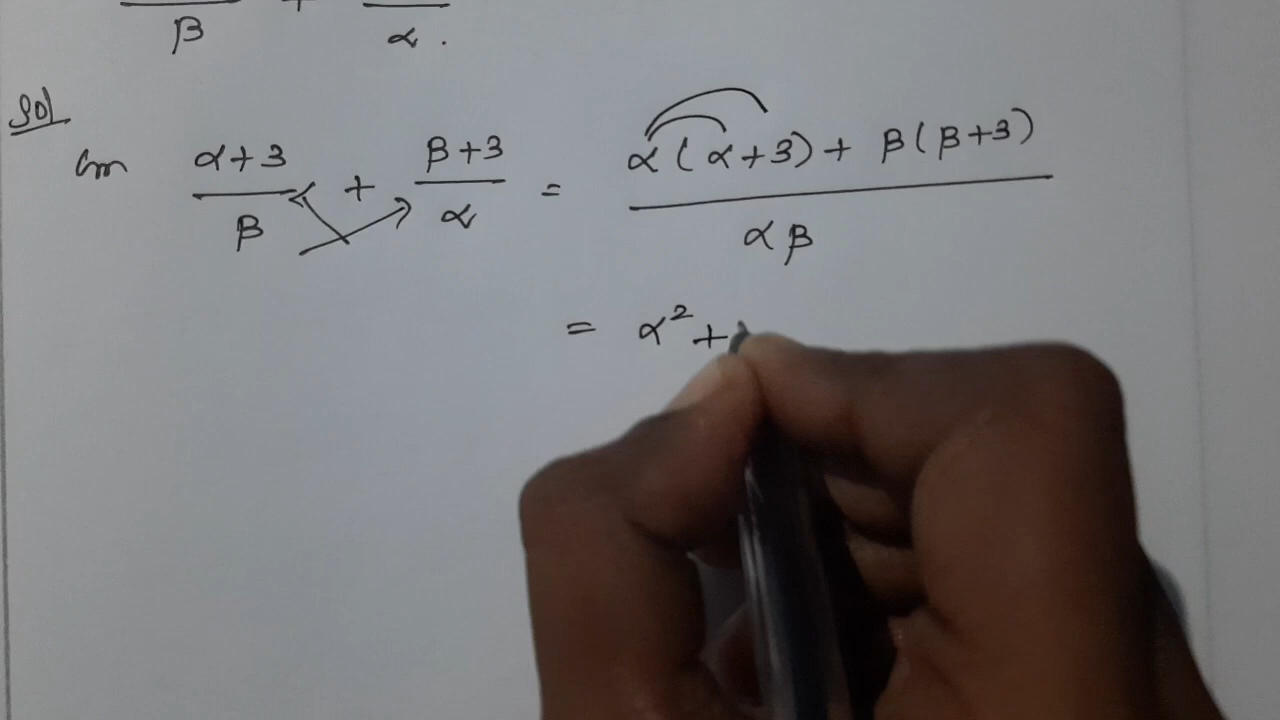 β + α .
Sol
α+3 / β + β+3 / α = α(α+3) + β(β+3) / αβ
= α² +